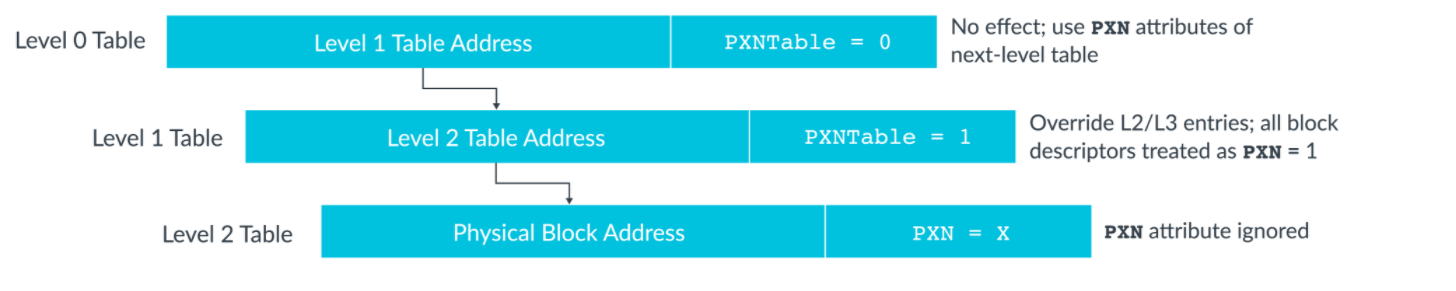 Level 0 Table
Level 1 Table Address
PXNTable = 0
No effect; use PXN attributes of
next-level table
Level 1 Table
Level 2 Table Address
PXNTable = 1
Override L2/L3 entries; all block
descriptors treated as PXN = 1
Level 2 Table
Physical Block Address
PXN = X
PXN attribute ignored